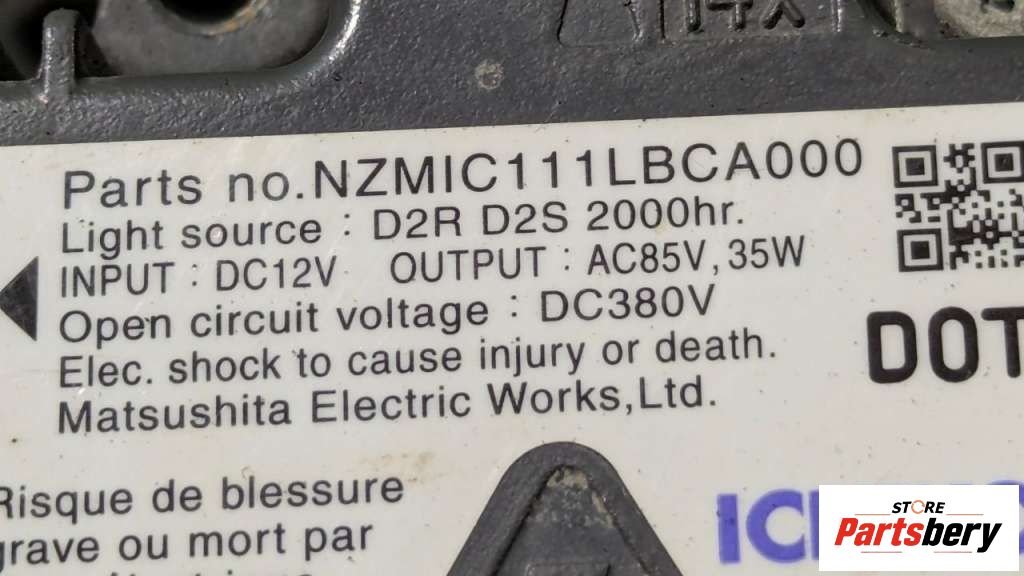 Parts no.NZMIC111LBCA000
Light source : D2R D2S 2000hr.
INPUT : DC12V OUTPUT : AC85V,35W
Open circuit voltage : DC380V
Elec. shock to cause injury or death.
Matsushita Electric Works,Ltd.
DOT
Risque de blessure
grave ou mort par
STORE
Partsbery